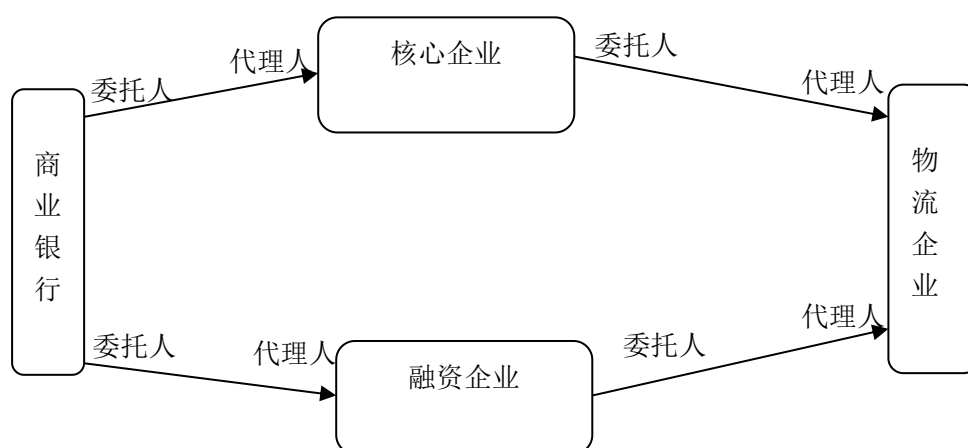 核心企业
委托人
代理人
代理人
委托人
商业银行
物流企业
委托人
代理人
委托人
代理人
融资企业